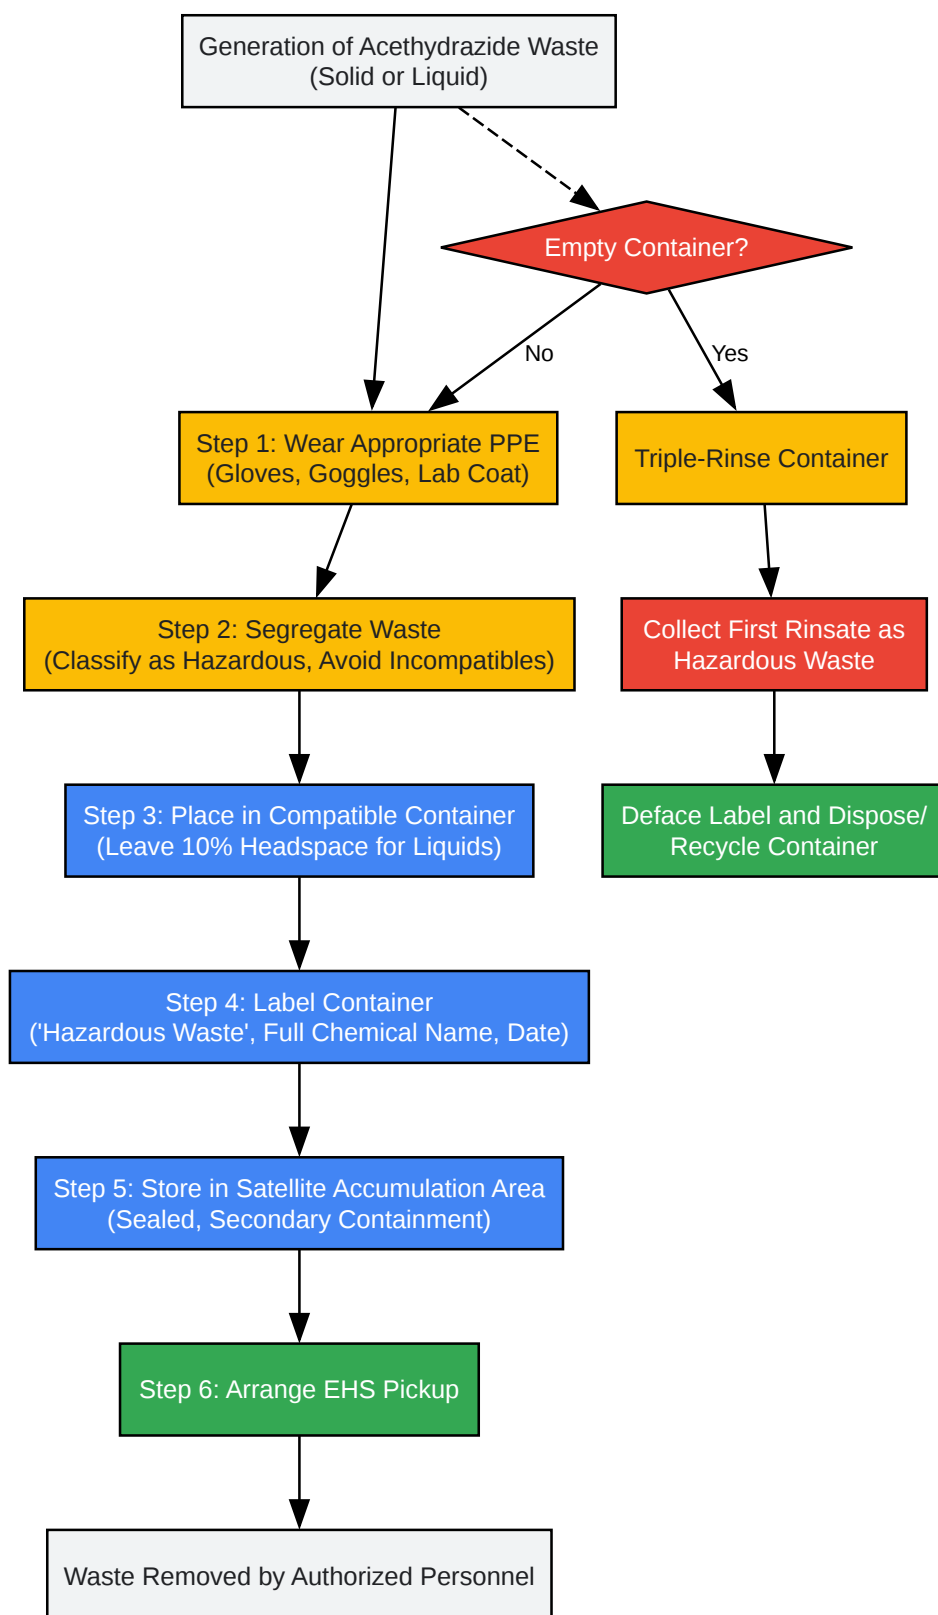 Generation of Acethydrazide Waste
(Solid or Liquid)
Empty Container?
No
Yes
Step 1: Wear Appropriate PPE
(Gloves, Goggles, Lab Coat)
Triple-Rinse Container
Step 2: Segregate Waste
(Classify as Hazardous, Avoid Incompatibles)
Collect First Rinsate as
Hazardous Waste
Step 3: Place in Compatible Container
(Leave 10% Headspace for Liquids)
Deface Label and Dispose/
Recycle Container
Step 4: Label Container
('Hazardous Waste', Full Chemical Name, Date)
Step 5: Store in Satellite Accumulation Area
(Sealed, Secondary Containment)
Step 6: Arrange EHS Pickup
Waste Removed by Authorized Personnel